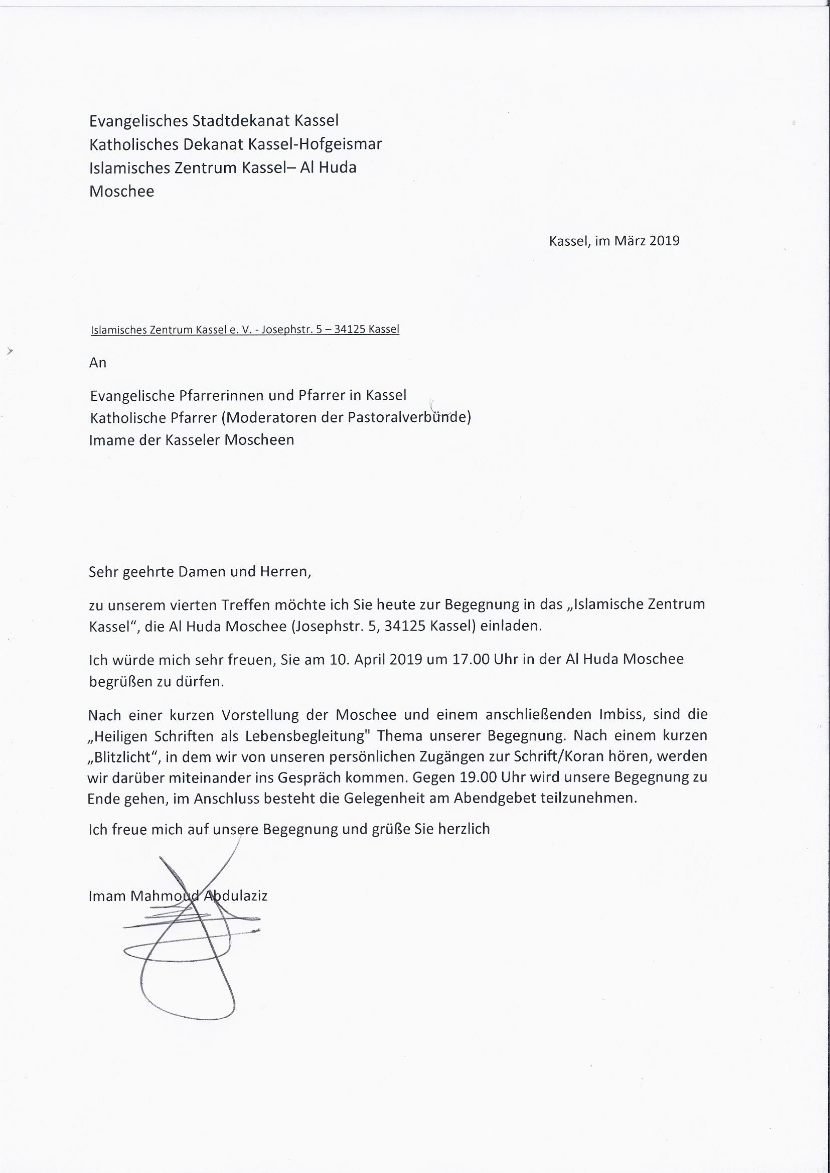 Evangelisches Stadtdekanat Kassel
Katholisches Dekanat Kassel-Hofgeismar
Islamisches Zentrum Kassel– Al Huda
Moschee
Kassel, im März 2019
Islamisches Zentrum Kassel e. V. - Josephstr. 5 – 34125 Kassel
An
Evangelische Pfarrerinnen und Pfarrer in Kassel
Katholische Pfarrer (Moderatoren der Pastoralverbünde)
Imame der Kasseler Moscheen
Sehr geehrte Damen und Herren,
zu unserem vierten Treffen möchte ich Sie heute zur Begegnung in das „Islamische Zentrum
Kassel“, die Al Huda Moschee (Josephstr. 5, 34125 Kassel) einladen.
Ich würde mich sehr freuen, Sie am 10. April 2019 um 17.00 Uhr in der Al Huda Moschee
begrüßen zu dürfen.
Nach einer kurzen Vorstellung der Moschee und einem anschließenden Imbiss, sind die
„Heiligen Schriften als Lebensbegleitung" Thema unserer Begegnung. Nach einem kurzen
„Blitzlicht“, in dem wir von unseren persönlichen Zugängen zur Schrift/Koran hören, werden
wir darüber miteinander ins Gespräch kommen. Gegen 19.00 Uhr wird unsere Begegnung zu
Ende gehen, im Anschluss besteht die Gelegenheit am Abendgebet teilzunehmen.
Ich freue mich auf unsere Begegnung und grüße Sie herzlich
Imam Mahmoud Abdulaziz